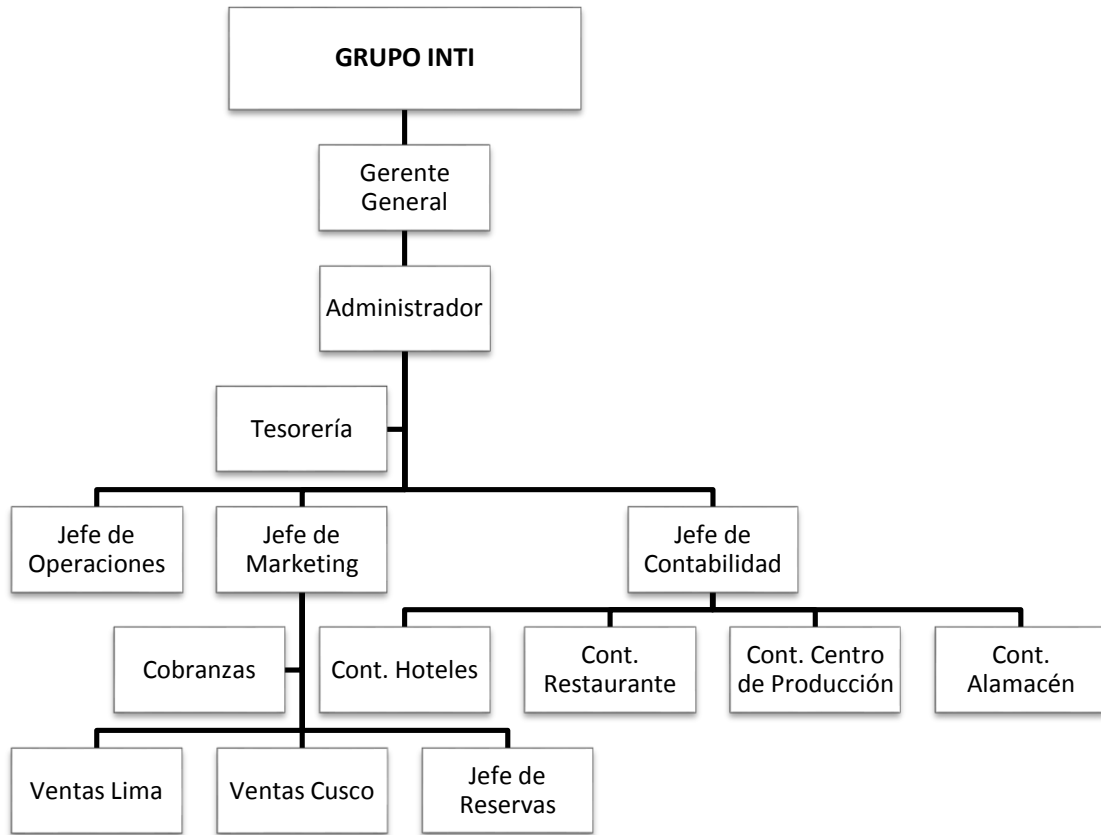 GRUPO INTI
Gerente
General
Administrador
Tesorería
Jefe de
Operaciones
Jefe de
Marketing
Jefe de
Contabilidad
Cobranzas
Cont. Hoteles
Cont.
Restaurante
Cont. Centro
de Producción
Cont.
Alamacén
Ventas Lima
Ventas Cusco
Jefe de
Reservas